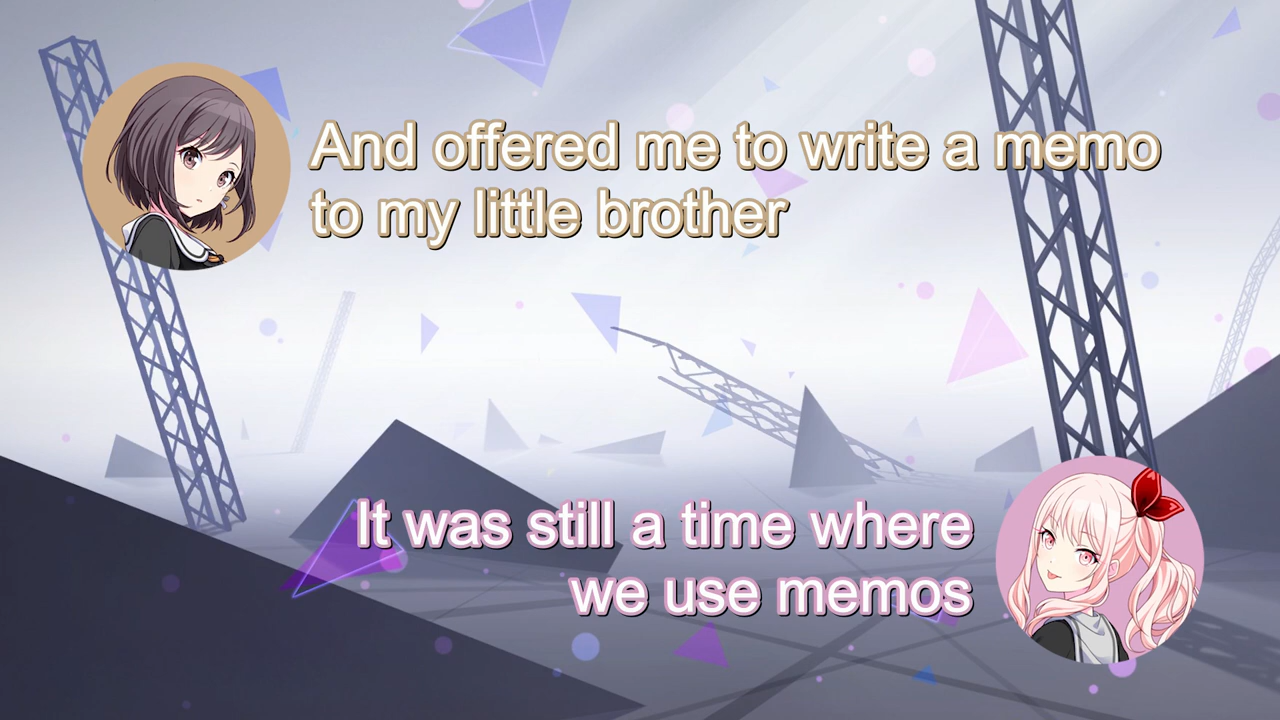 And offered me to write a memo
to my little brother
It was still a time where
we use memos